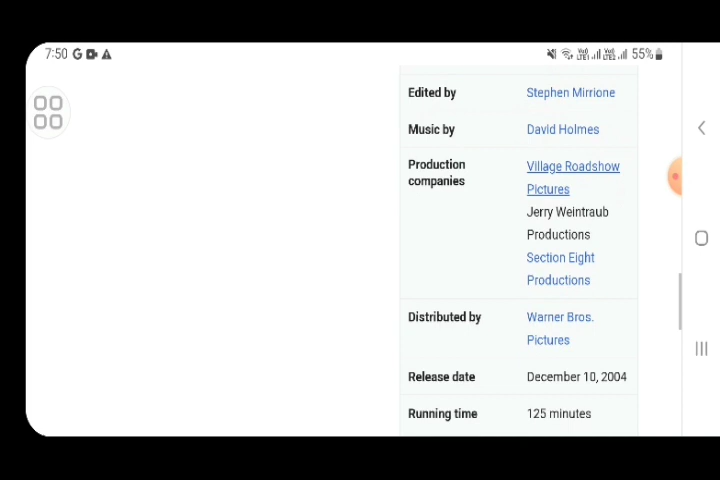 7:50 G 55%
Edited by Stephen Mirrione
Music by David Holmes
Production Village Roadshow
companies Pictures
Jerry Weintraub
Productions
Section Eight
Productions
Distributed by Warner Bros.
Pictures
Release date December 10, 2004
Running time 125 minutes